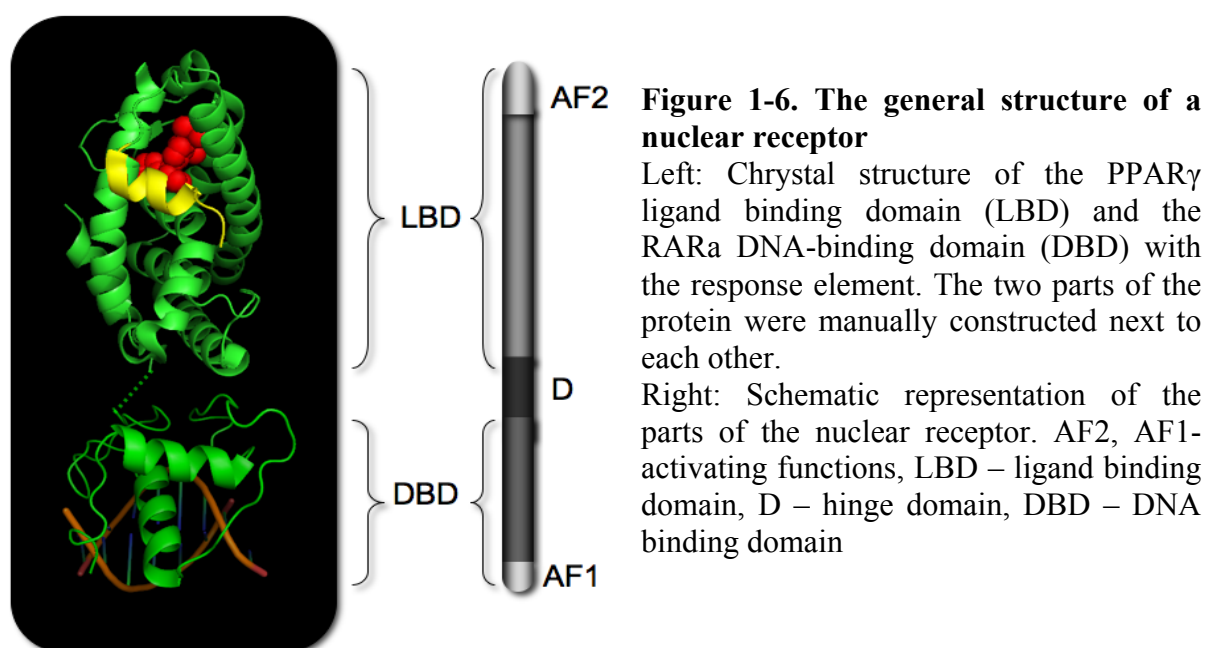 AF2
LBD
D
DBD
AF1
Figure 1-6. The general structure of a
nuclear receptor
Left: Chrystal structure of the PPARγ
ligand binding domain (LBD) and the
RARa DNA-binding domain (DBD) with
the response element. The two parts of the
protein were manually constructed next to
each other.
Right: Schematic representation of the
parts of the nuclear receptor. AF2, AF1-
activating functions, LBD – ligand binding
domain, D – hinge domain, DBD – DNA
binding domain